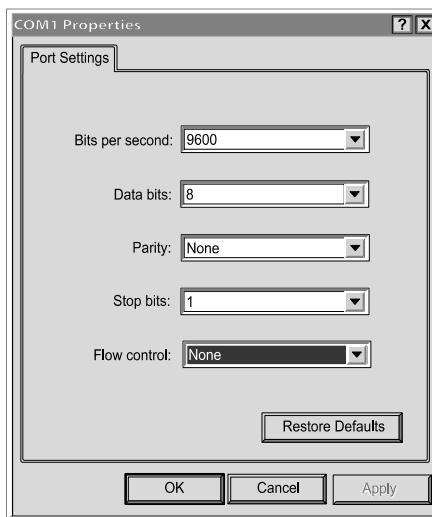 COM1 Properties ? X
Port Settings
Bits per second: 9600
Data bits: 8
Parity: None
Stop bits: 1
Flow control: None
Restore Defaults
OK Cancel Apply